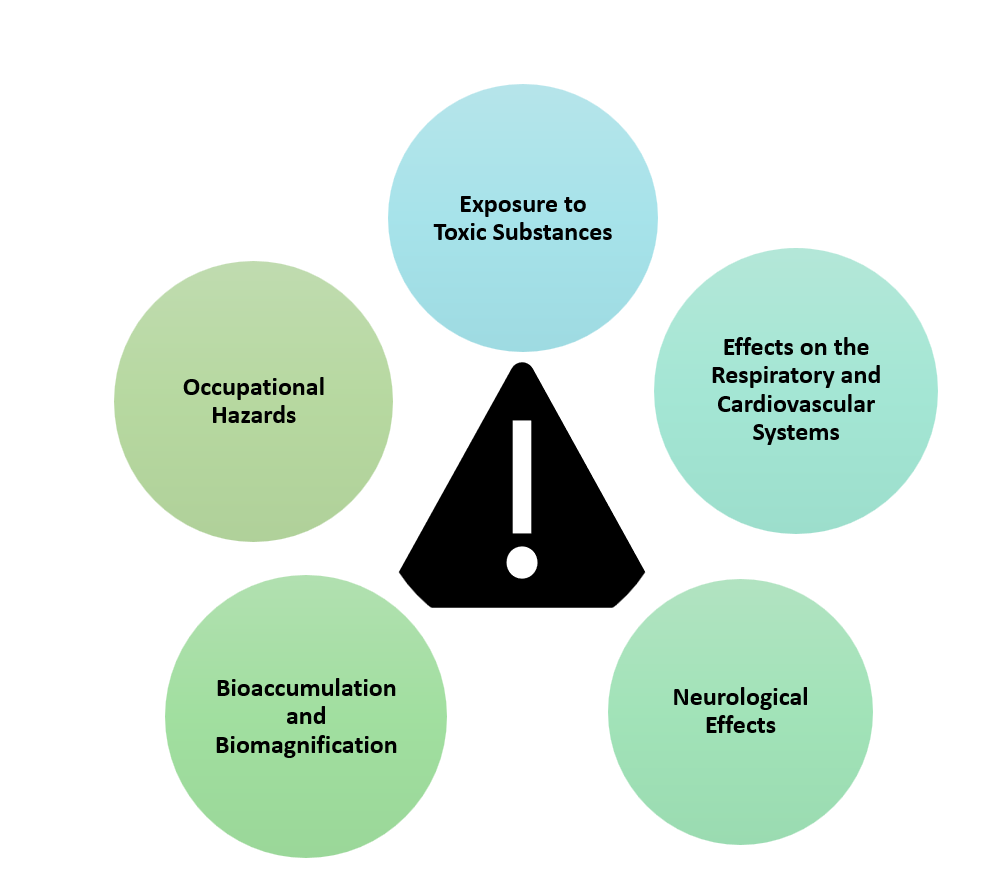 Exposure to
Toxic Substances
Effects on the
Respiratory and
Cardiovascular
Systems
Neurological
Effects
Bioaccumulation
and
Biomagnification
Occupational
Hazards